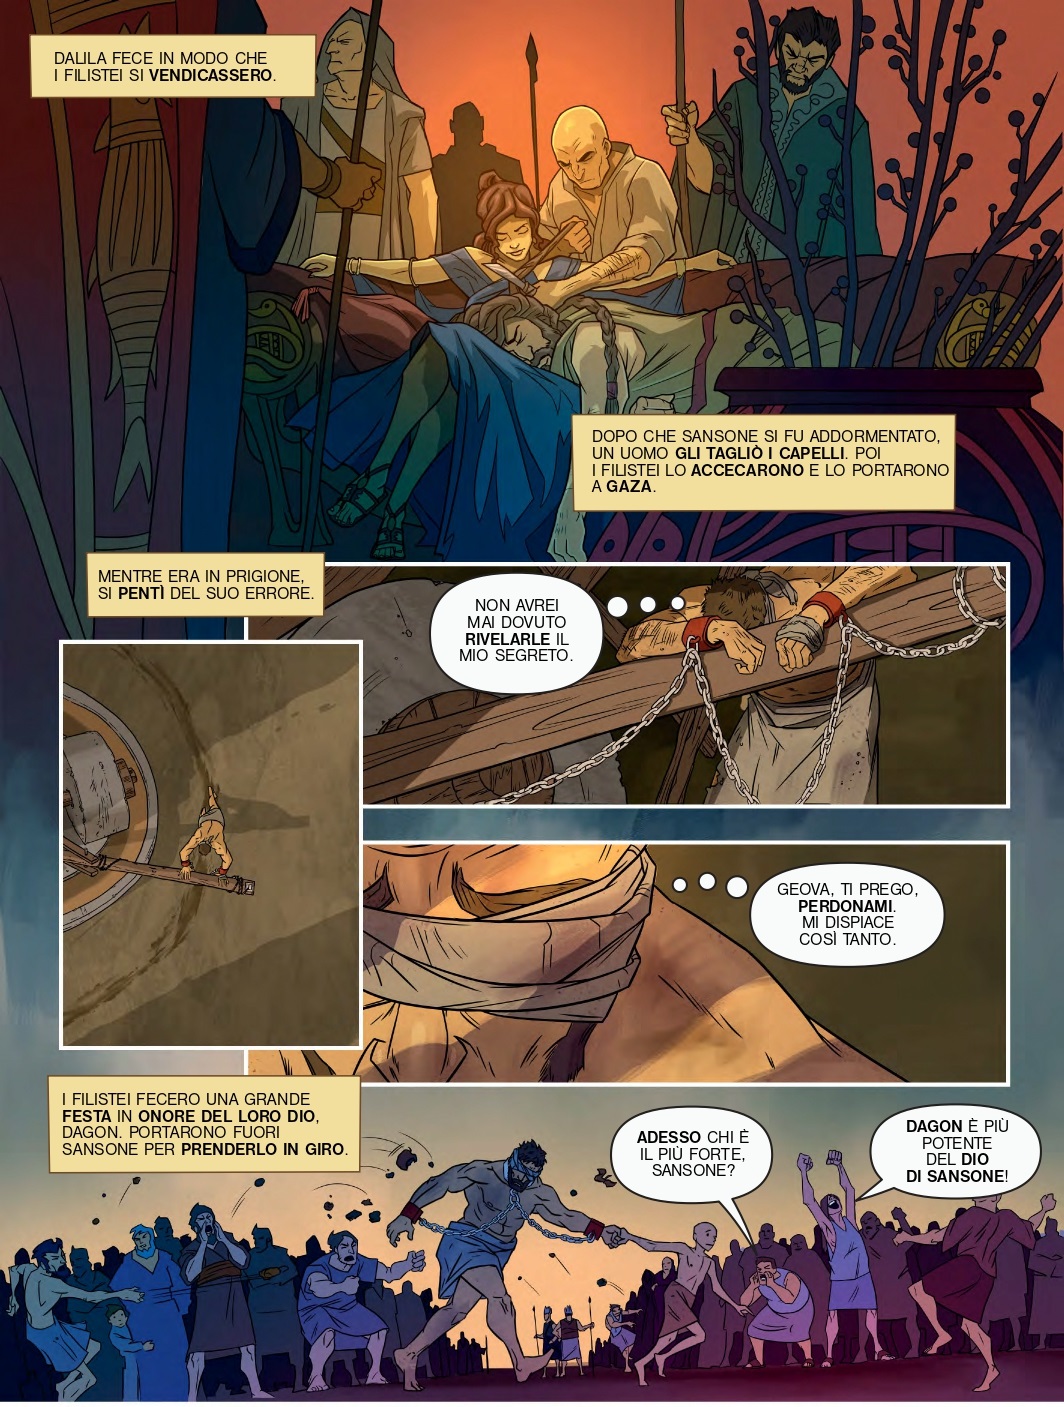 DALILA FECE IN MODO CHE
I FILISTEI SI VENDICASSERO.
DOPO CHE SANSONE SI FU ADDORMENTATO,
UN UOMO GLI TAGLIÒ I CAPELLI. POI
I FILISTEI LO ACCECARONO E LO PORTARONO
A GAZA.
MENTRE ERA IN PRIGIONE,
SI PENTÌ DEL SUO ERRORE.
NON AVREI
MAI DOVUTO
RIVELARLE IL
MIO SEGRETO.
GEOVA, TI PREGO,
PERDONAMI.
MI DISPIACE
COSÌ TANTO.
I FILISTEI FECERO UNA GRANDE
FESTA IN ONORE DEL LORO DIO,
DAGON. PORTARONO FUORI
SANSONE PER PRENDERLO IN GIRO.
ADESSO CHI È
IL PIÙ FORTE,
SANSONE?
DAGON È PIÙ
POTENTE
DEL DIO
DI SANSONE!